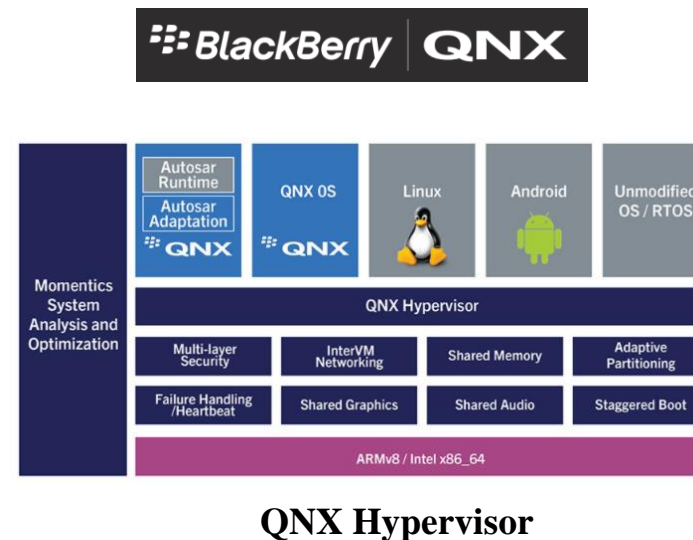 BlackBerry QNX
Momentics
System
Analysis and
Optimization
Autosar
Runtime
Autosar
Adaptation
QNX
QNX OS
QNX
Linux
Android
Unmodified
OS / RTOS
QNX Hypervisor
Multi-layer
Security
InterVM
Networking
Shared Memory
Adaptive
Partitioning
Failure Handling
/Heartbeat
Shared Graphics
Shared Audio
Staggered Boot
ARMv8 / Intel x86_64
QNX Hypervisor